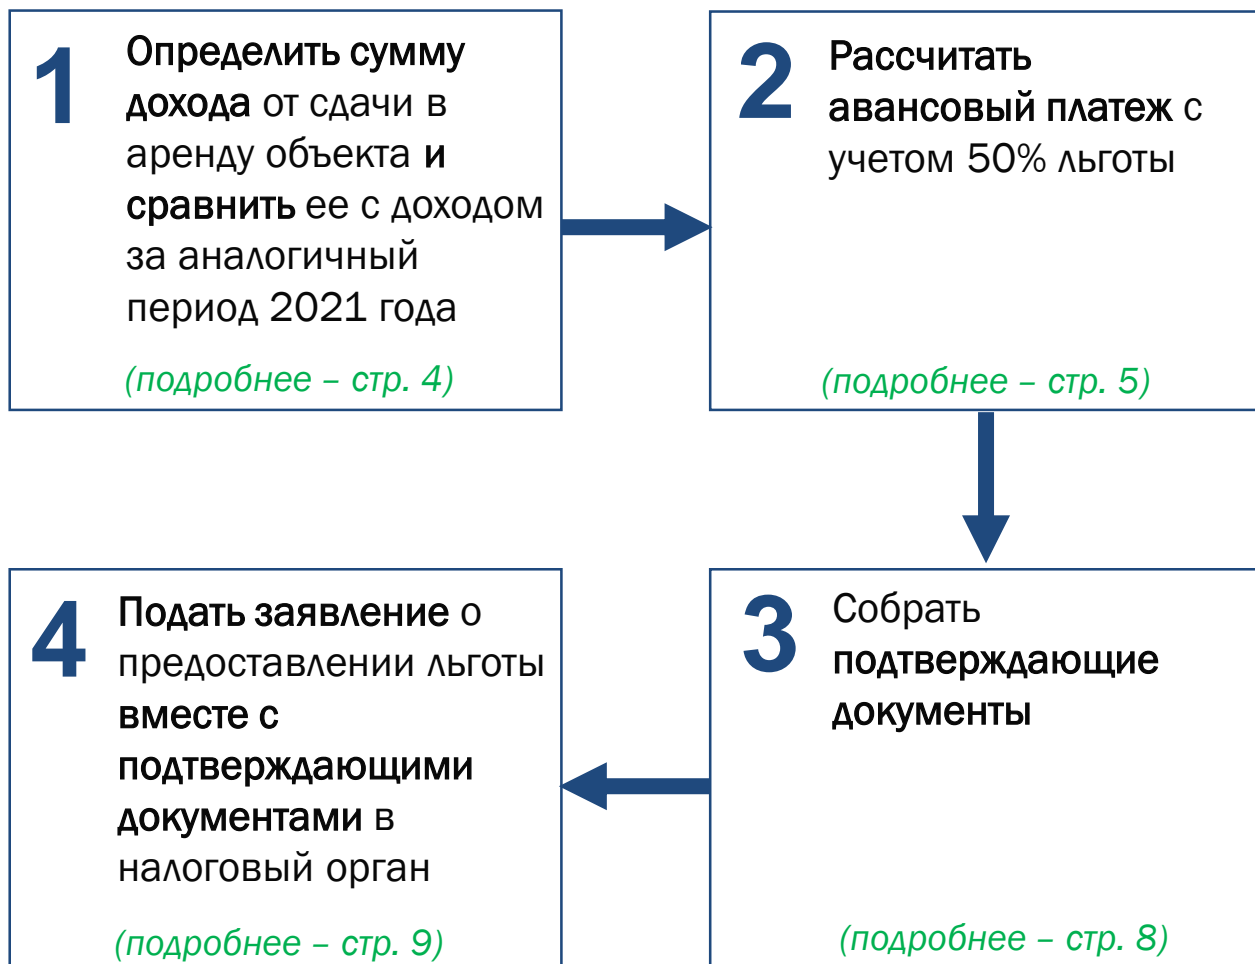 1
Определить сумму
дохода от сдачи в
аренду объекта и
сравнить ее с доходом
за аналогичный
период 2021 года
(подробнее – стр. 4)
2
Рассчитать
авансовый платеж с
учетом 50% льготы
(подробнее – стр. 5)
3
Собрать
подтверждающие
документы
(подробнее – стр. 8)
4
Подать заявление о
предоставлении льготы
вместе с
подтверждающими
документами в
налоговый орган
(подробнее – стр. 9)